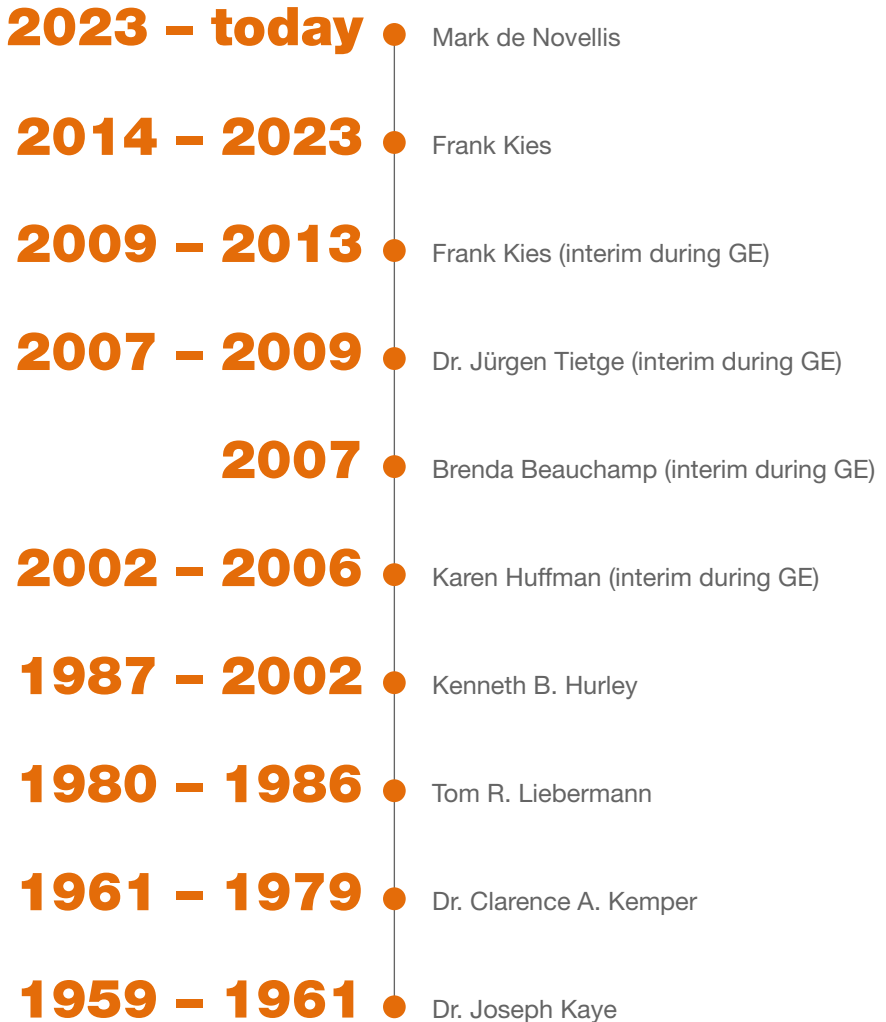 2023 – today Mark de Novellis
2014 – 2023 Frank Kies
2009 – 2013 Frank Kies (interim during GE)
2007 – 2009 Dr. Jürgen Tietge (interim during GE)
2007 Brenda Beauchamp (interim during GE)
2002 – 2006 Karen Huffman (interim during GE)
1987 – 2002 Kenneth B. Hurley
1980 – 1986 Tom R. Liebermann
1961 – 1979 Dr. Clarence A. Kemper
1959 – 1961 Dr. Joseph Kaye